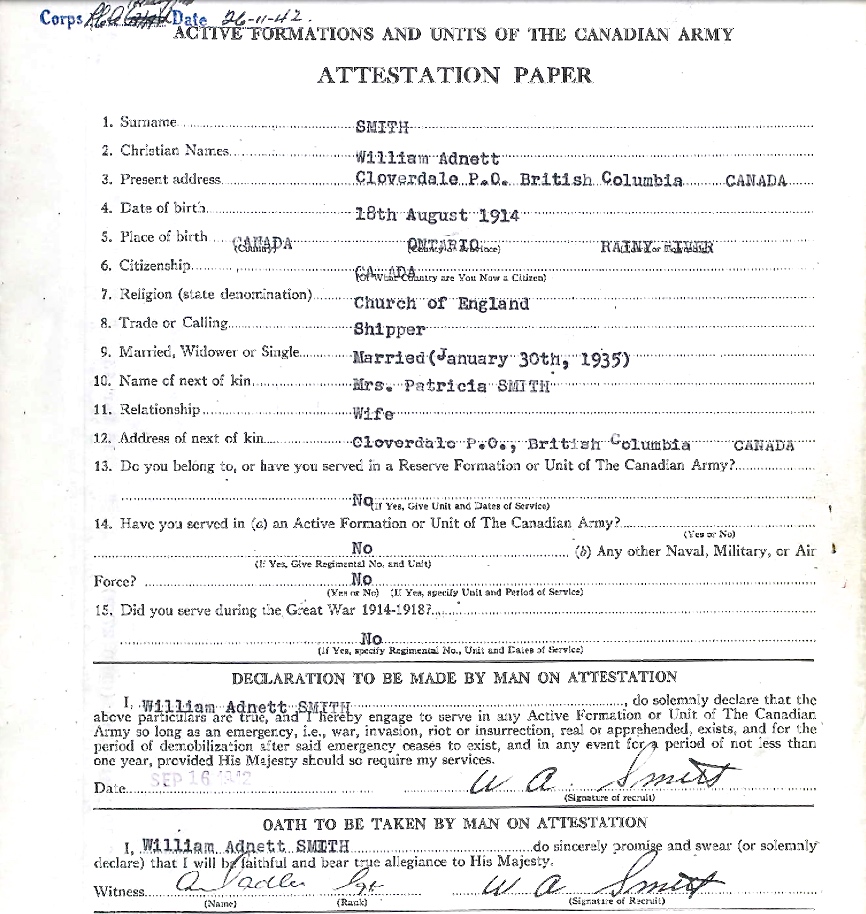 Corps Date 26-11-42.
ACTIVE FORMATIONS AND UNITS OF THE CANADIAN ARMY
ATTESTATION PAPER
1. Surname SMITH
2. Christian Names William Adnett
3. Present address Cloverdale P.O. British Columbia CANADA
4. Date of birth 18th August 1914
5. Place of birth CANADA ONTARIO RAINY RIVER
(Country)
6. Citizenship CANADA
(Of What Country are You Now a Citizen)
7. Religion (state denomination) Church of England
8. Trade or Calling Shipper
9. Married, Widower or Single Married(January 30th, 1935)
10. Name of next of kin Mrs. Patricia SMITH
11. Relationship Wife
12. Address of next of kin Cloverdale P.O., British Columbia CANADA
13. Do you belong to, or have you served in a Reserve Formation or Unit of The Canadian Army?
No (If Yes, Give Unit and Dates of Service)
14. Have you served in (a) an Active Formation or Unit of The Canadian Army?
(Yes or No)
No (b) Any other Naval, Military, or Air
(If Yes, Give Regimental No. and Unit)
Force? No
(Yes or No) (If Yes, specify Unit and Period of Service)
15. Did you serve during the Great War 1914-1918?
No
(If Yes, specify Regimental No., Unit and Dates of Service)
DECLARATION TO BE MADE BY MAN ON ATTESTATION
I, William Adnett SMITH, do solemnly declare that the
above particulars are true, and I hereby engage to serve in any Active Formation or Unit of The Canadian
Army so long as an emergency, i.e., war, invasion, riot or insurrection, real or apprehended, exists, and for the
period of demobilization after said emergency ceases to exist, and in any event for a period of not less than
one year, provided His Majesty should so require my services.
Date SEP 16 1942 W A Smith
(Signature of recruit)
OATH TO BE TAKEN BY MAN ON ATTESTATION
I, William Adnett SMITH do sincerely promise and swear (or solemnly
declare) that I will be faithful and bear true allegiance to His Majesty.
Witness A Sadler Sgt W A Smith
(Name) (Rank) (Signature of Recruit)